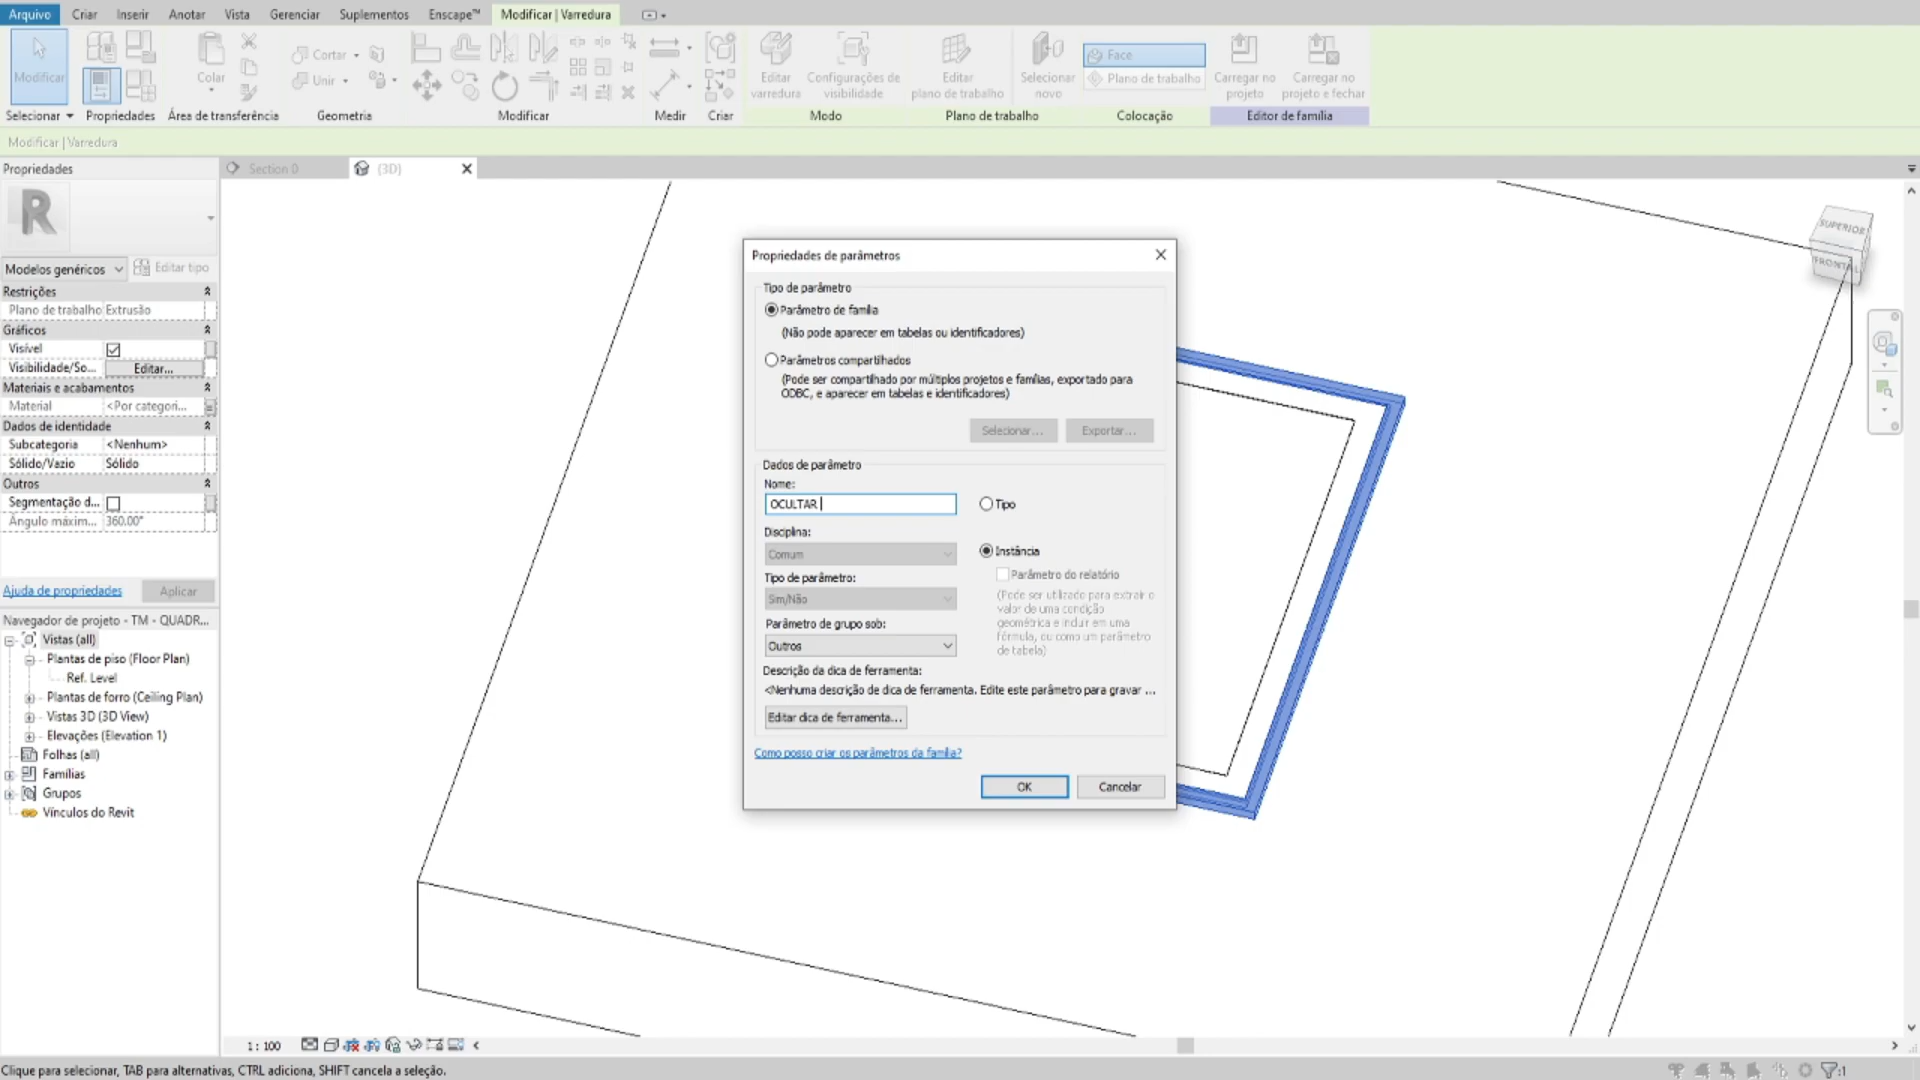 Arquivo Criar Inserir Anotar Vista Gerenciar Suplementos Enscape™ Modificar | Varredura
Modificar
Colar
Cortar
Unir
Editar varredura
Configurações de visibilidade
Editar plano de trabalho
Selecionar novo
Face
Plano de trabalho
Carregar no projeto
Carregar no projeto e fechar
Selecionar Propriedades Área de transferência Geometria Modificar Medir Criar Modo Plano de trabalho Colocação Editor de família
Modificar | Varredura
Propriedades
Section 0
{3D}
R
Modelos genéricos Editar tipo
Restrições
Plano de trabalho Extrusão
Gráficos
Visível
Visibilidade/So... Editar...
Materiais e acabamentos
Material <Por categori...
Dados de identidade
Subcategoria <Nenhum>
Sólido/Vazio Sólido
Outros
Segmentação d...
Ângulo máxim... 360.00°
Ajuda de propriedades Aplicar
Navegador de projeto - TM - QUADR...
Vistas (all)
Plantas de piso (Floor Plan)
Ref. Level
Plantas de forro (Ceiling Plan)
Vistas 3D (3D View)
Elevações (Elevation 1)
Folhas (all)
Famílias
Grupos
Vínculos do Revit
Propriedades de parâmetros
Tipo de parâmetro
Parâmetro de família
(Não pode aparecer em tabelas ou identificadores)
Parâmetros compartilhados
(Pode ser compartilhado por múltiplos projetos e famílias, exportado para
ODBC, e aparecer em tabelas e identificadores)
Selecionar... Exportar...
Dados de parâmetro
Nome:
OCULTAR
Tipo
Disciplina:
Comum
Instância
Parâmetro do relatório
(Pode ser utilizado para extrair o
valor de uma condição
geométrica e incluir em uma
fórmula, ou como um parâmetro
de tabela)
Tipo de parâmetro:
Sim/Não
Parâmetro de grupo sob:
Outros
Descrição da dica de ferramenta:
<Nenhuma descrição de dica de ferramenta. Edite este parâmetro para gravar ...
Editar dica de ferramenta...
Como posso criar os parâmetros da família?
OK Cancelar
SUPERIOR
FRONTAL
1 : 100
Clique para selecionar, TAB para alternativas, CTRL adiciona, SHIFT cancela a seleção.
:1